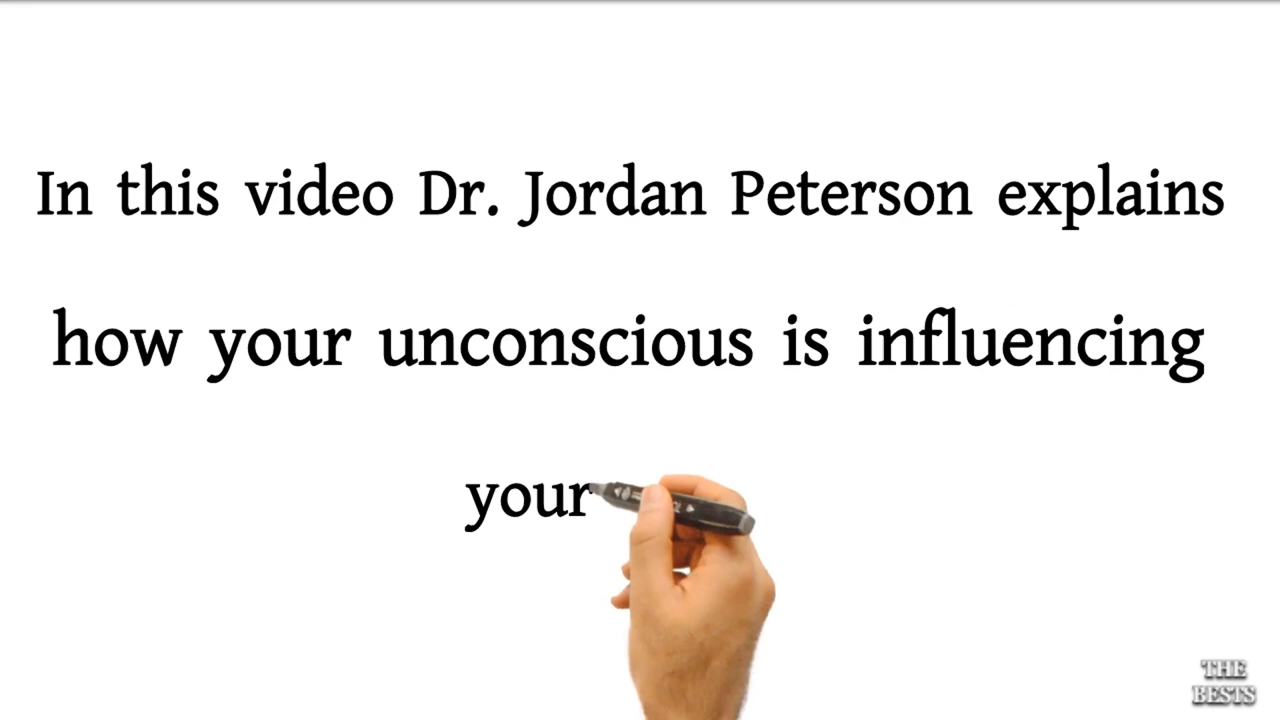 In this video Dr. Jordan Peterson explains
how your unconscious is influencing
your
THE
BESTS